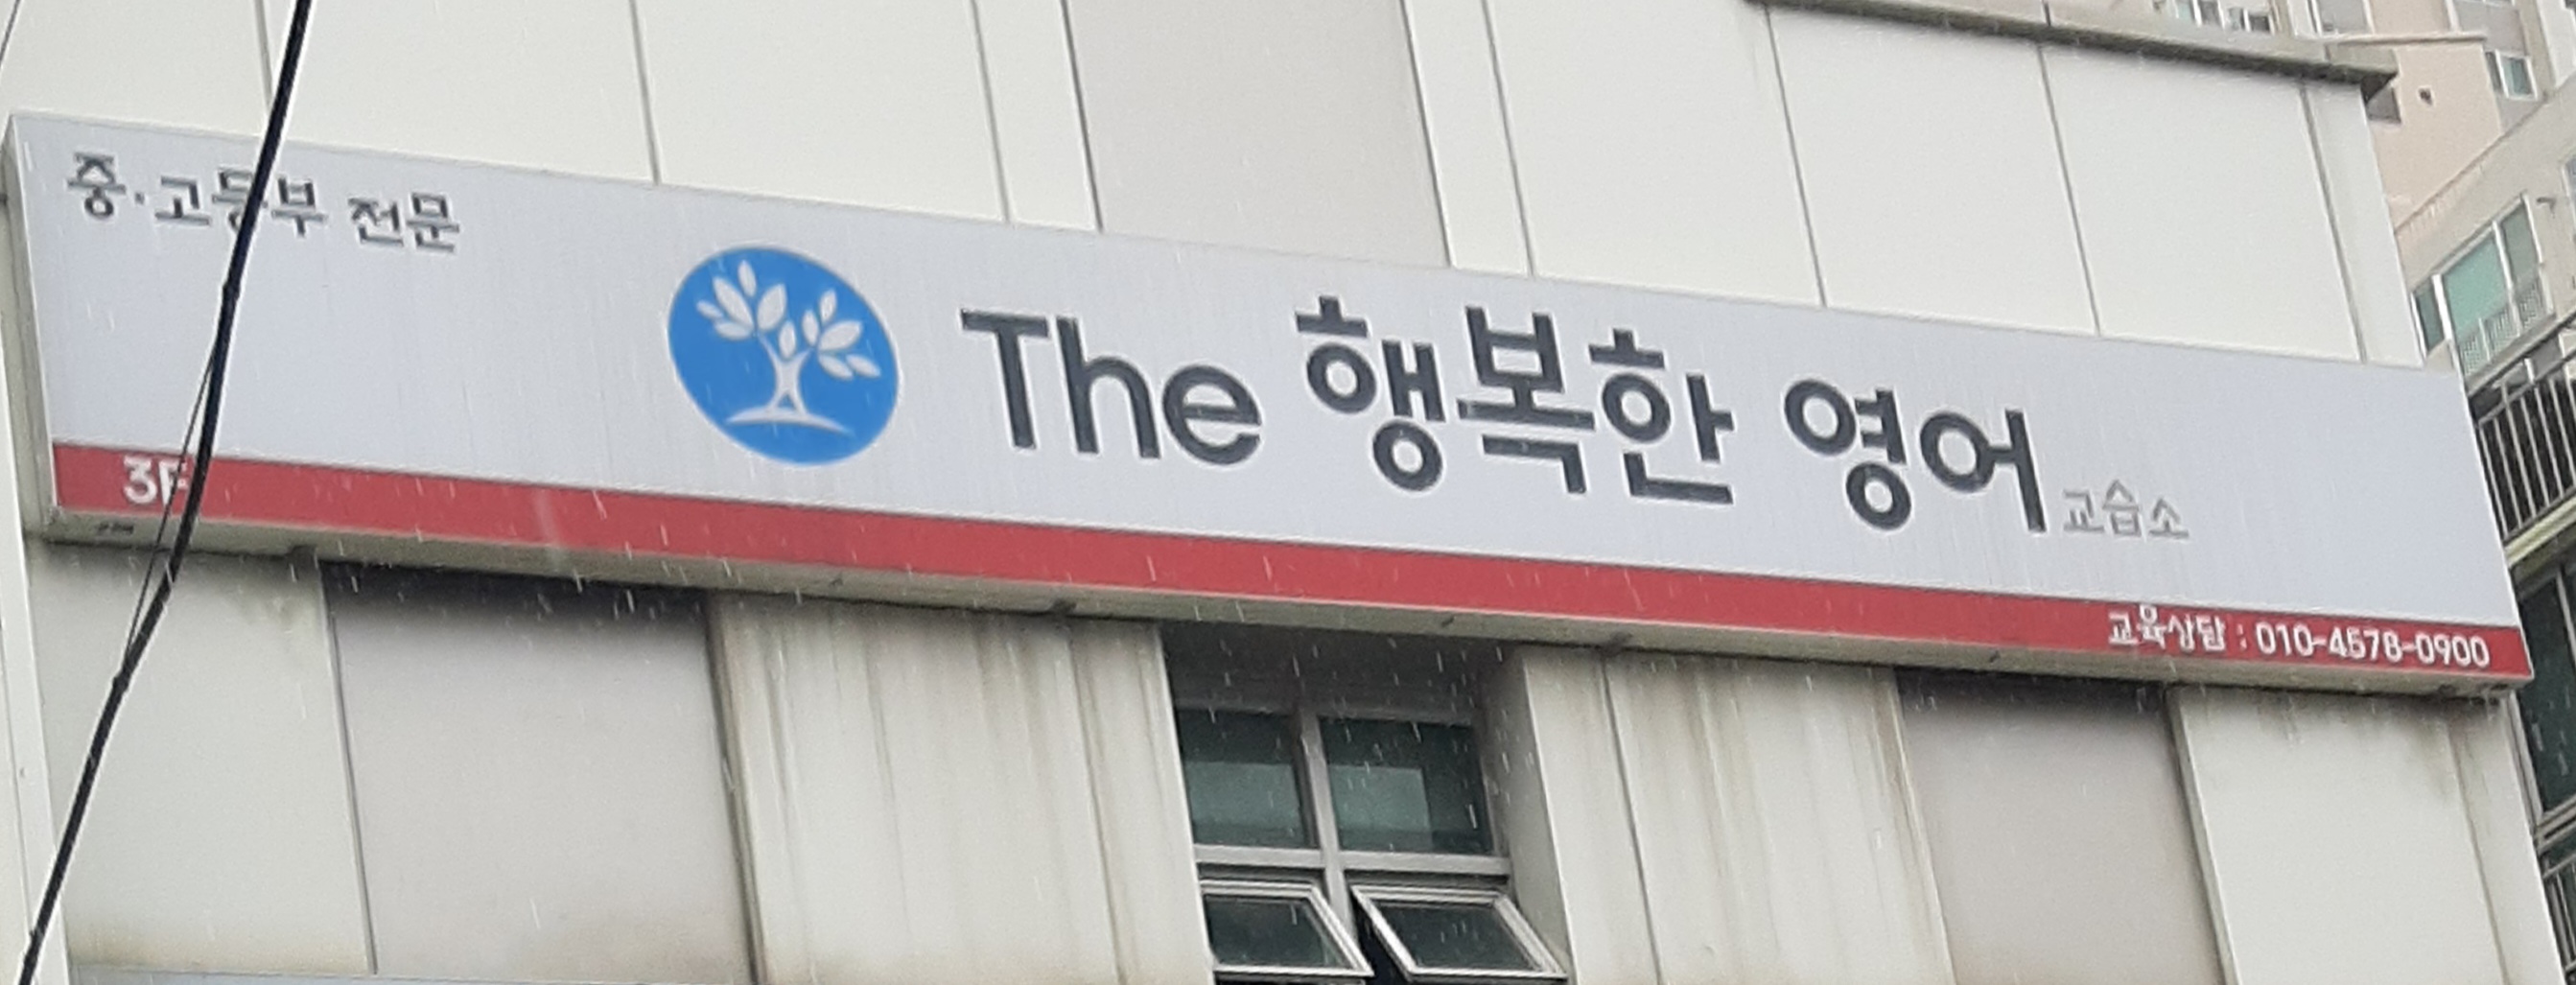 중·고등부 전문
The 행복한 영어 교습소
3F
교육상담 : 010-4578-0900